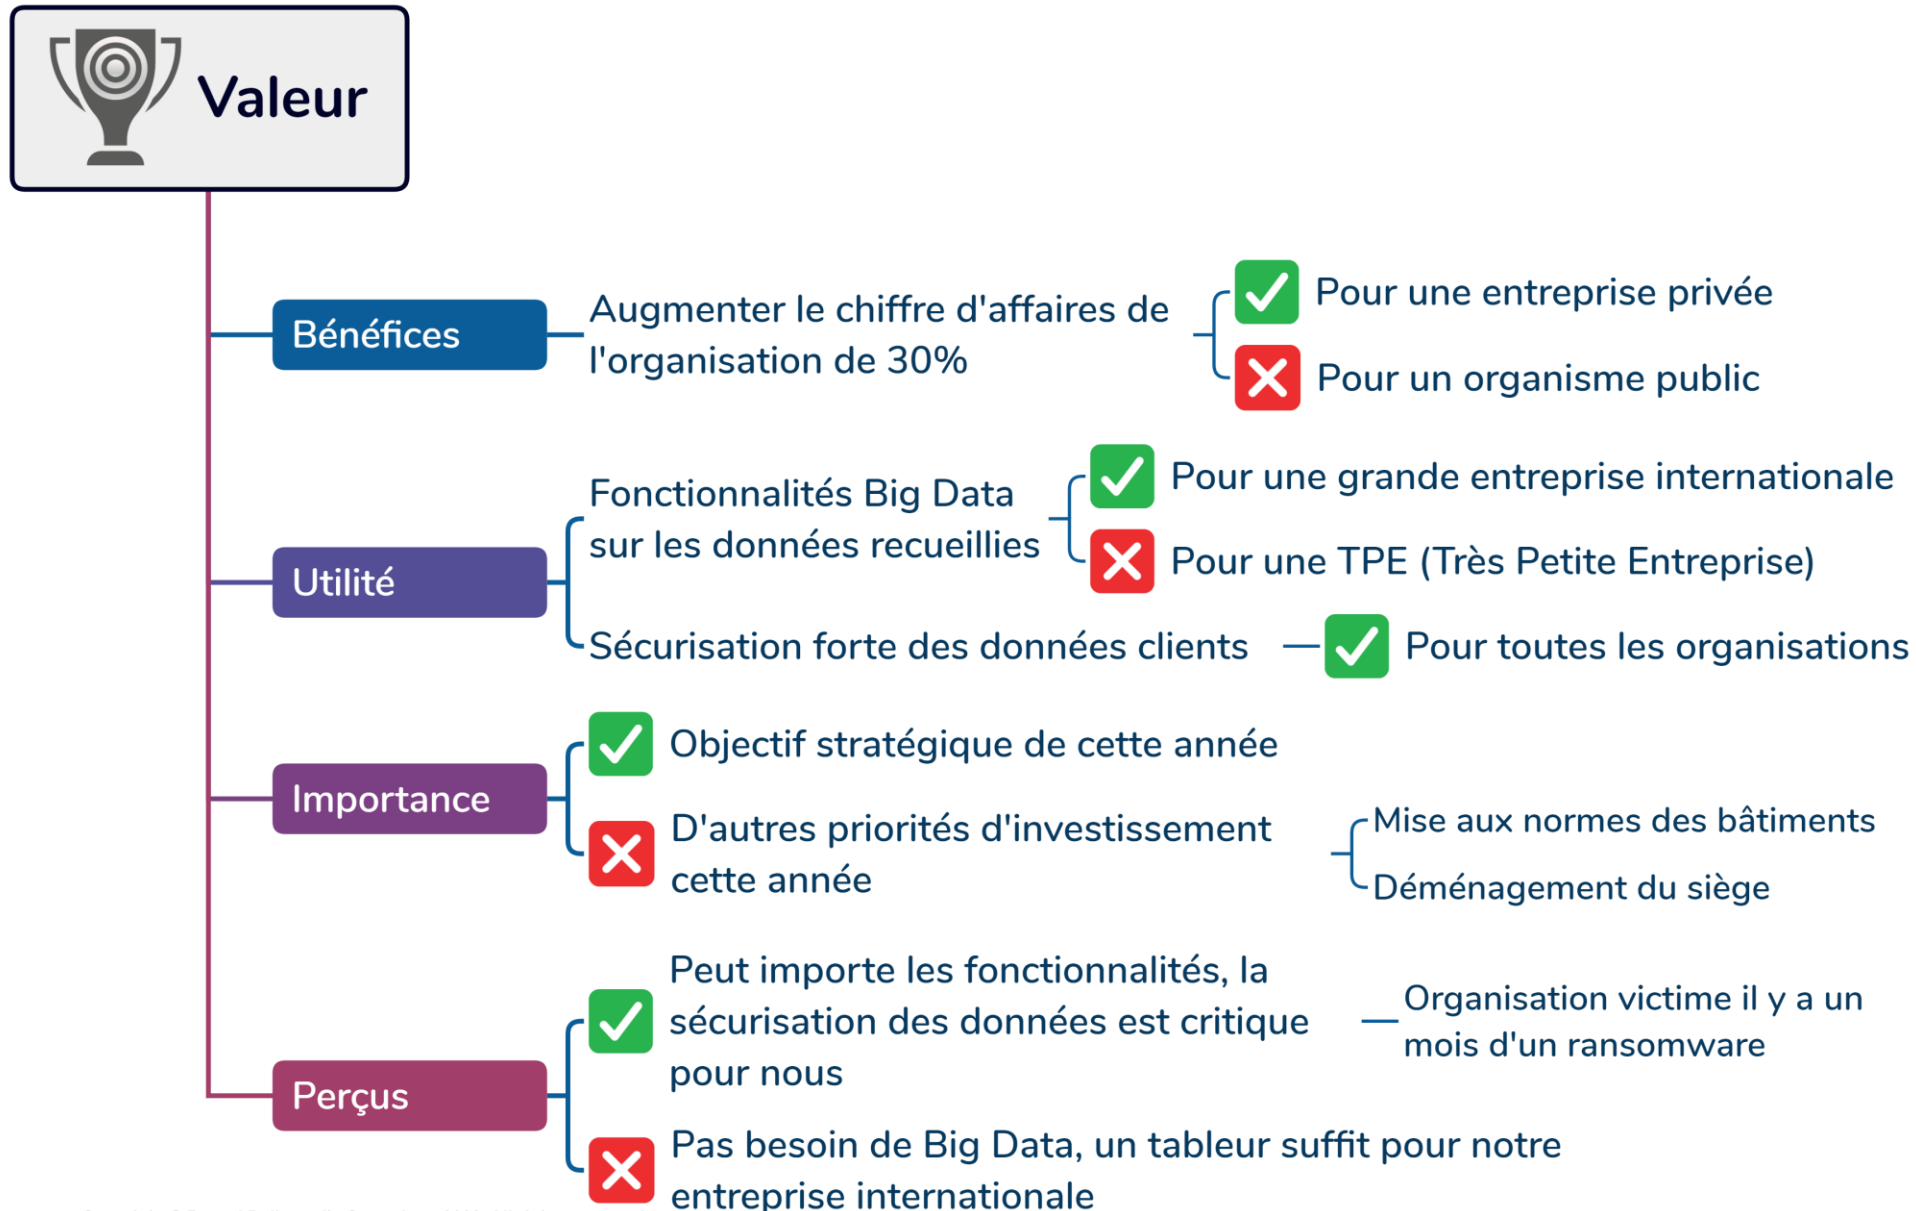 Valeur
Bénéfices
Augmenter le chiffre d'affaires de
l'organisation de 30%
Pour une entreprise privée
Pour un organisme public
Utilité
Fonctionnalités Big Data
sur les données recueillies
Pour une grande entreprise internationale
Pour une TPE (Très Petite Entreprise)
Sécurisation forte des données clients
Pour toutes les organisations
Importance
Objectif stratégique de cette année
D'autres priorités d'investissement
cette année
Mise aux normes des bâtiments
Déménagement du siège
Perçus
Peut importe les fonctionnalités, la
sécurisation des données est critique
pour nous
Organisation victime il y a un
mois d'un ransomware
Pas besoin de Big Data, un tableur suffit pour notre
entreprise internationale